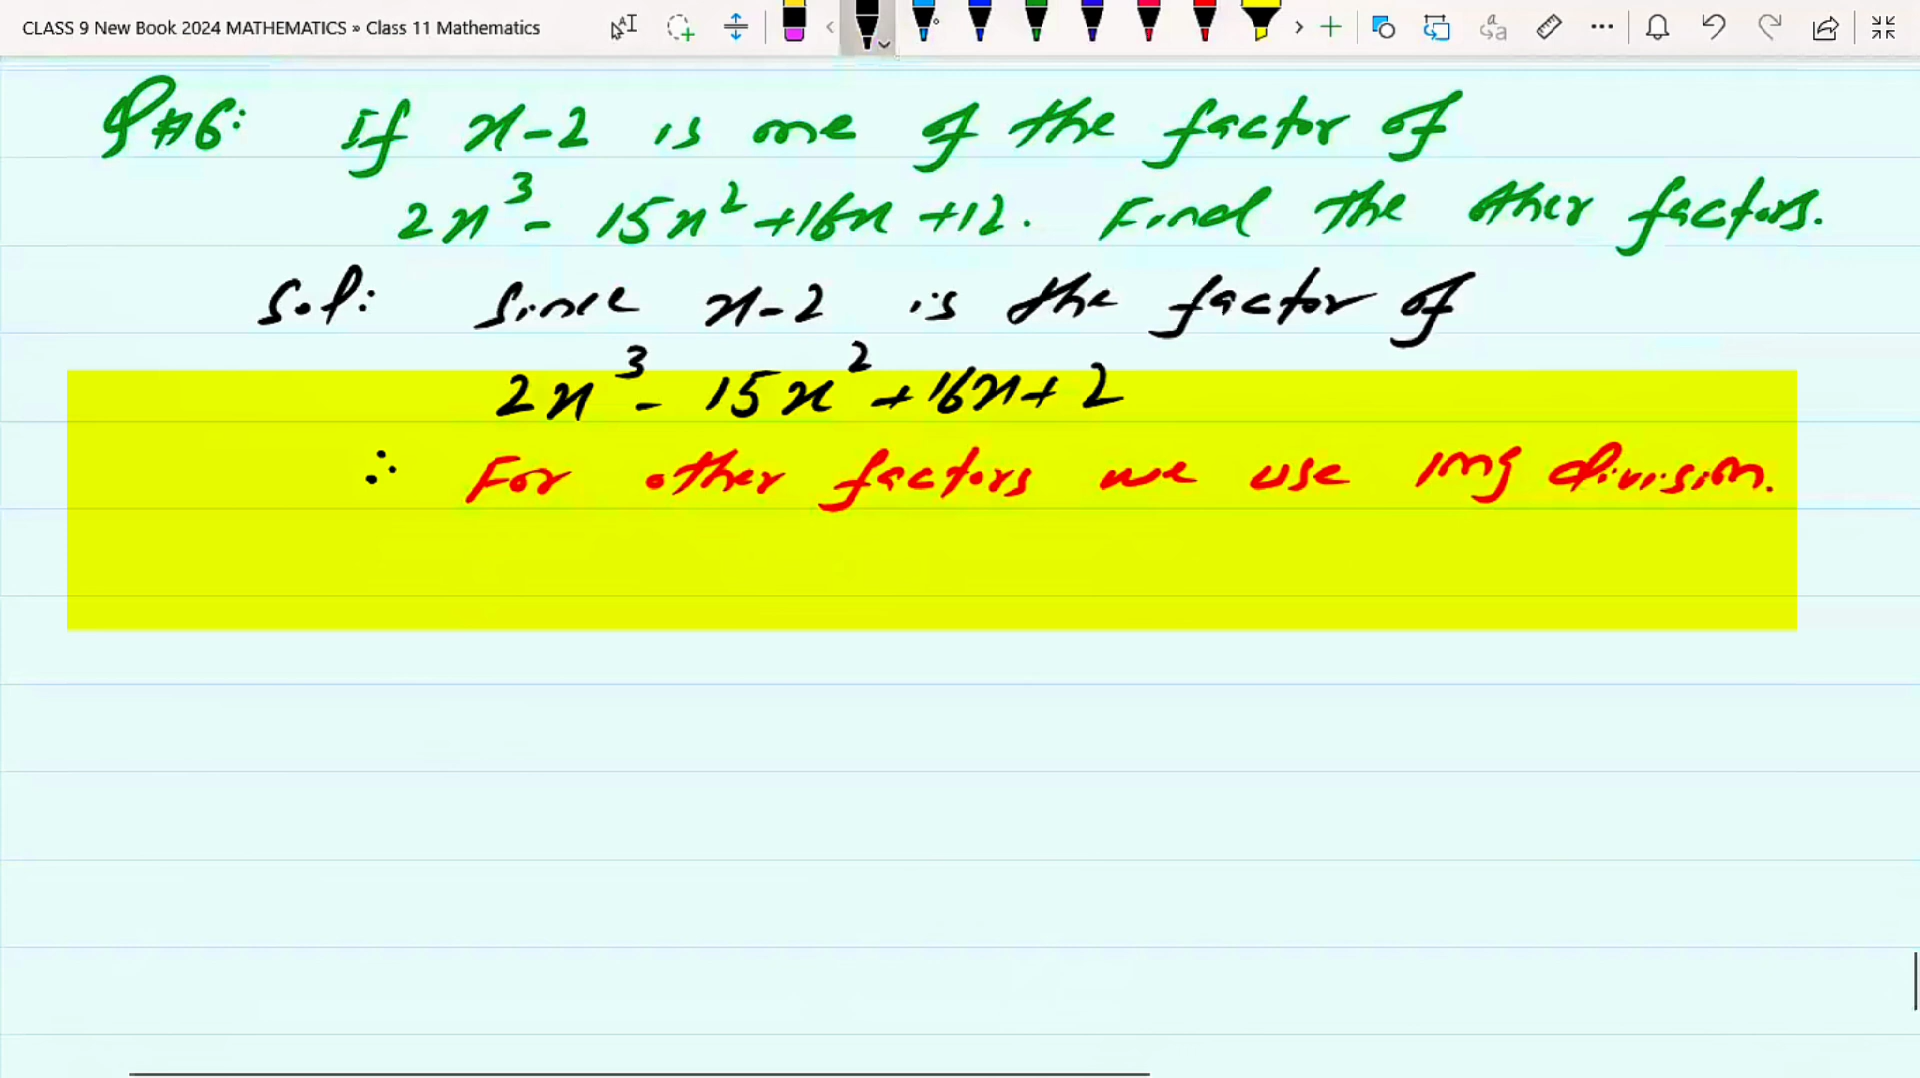 CLASS 9 New Book 2024 MATHEMATICS » Class 11 Mathematics
Q#6: If x-2 is one of the factor of
2x³ - 15x² +16x +12. Find the other factors.
Sol: Since x-2 is the factor of
2x³ - 15x² +16x+ 2
∴ For other factors we use long division.